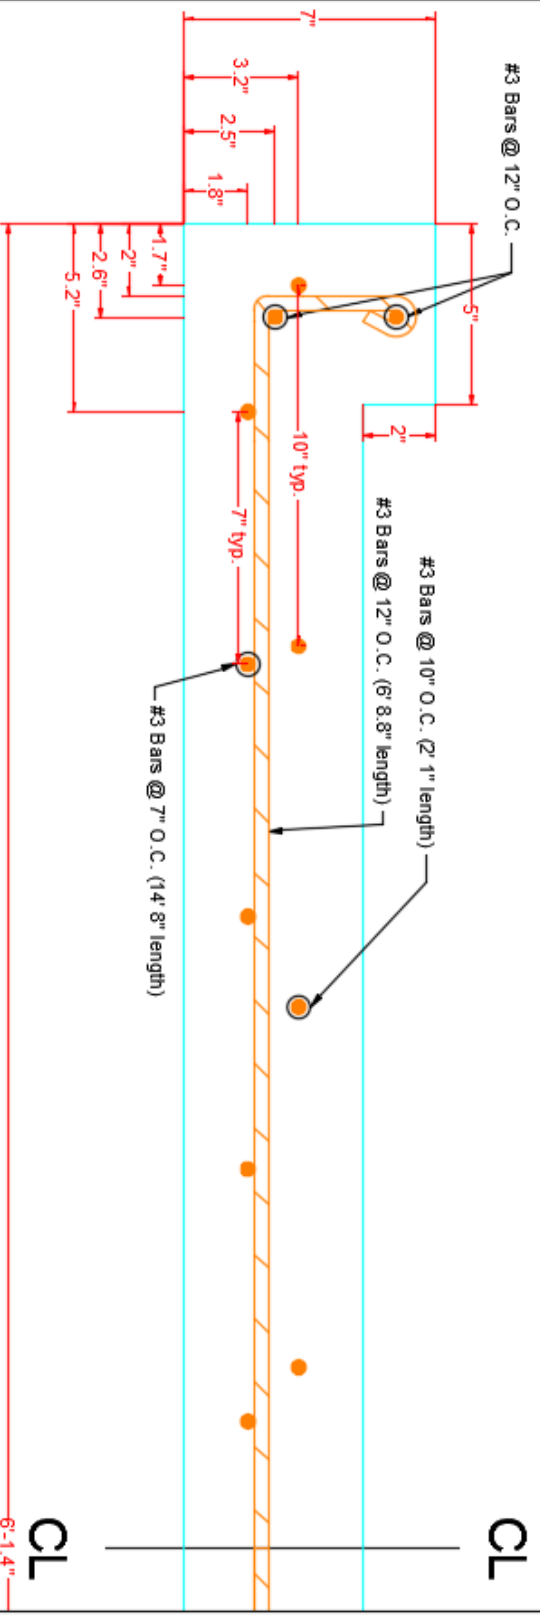 7"
3.2"
2.5"
1.8"
#3 Bars @ 12" O.C.
1.7"
2"
2.6"
5.2"
5"
2"
10" typ.
7" typ.
#3 Bars @ 10" O.C. (2' 1" length)
#3 Bars @ 12" O.C. (6' 8.8" length)
#3 Bars @ 7" O.C. (14' 8" length)
CL
CL
6'-1.4"